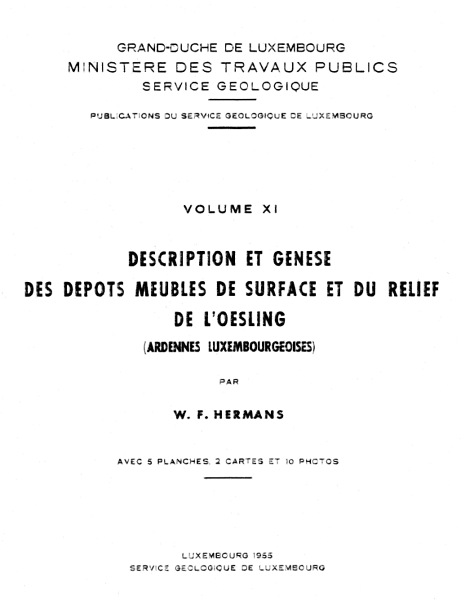 GRAND-DUCHE DE LUXEMBOURG
MINISTERE DES TRAVAUX PUBLICS
SERVICE GEOLOGIQUE
PUBLICATIONS DU SERVICE GEOLOGIQUE DE LUXEMBOURG
VOLUME XI
DESCRIPTION ET GENESE
DES DEPOTS MEUBLES DE SURFACE ET DU RELIEF
DE L'OESLING
(ARDENNES LUXEMBOURGEOISES)
PAR
W. F. HERMANS
AVEC 5 PLANCHES, 2 CARTES ET 10 PHOTOS
LUXEMBOURG 1955
SERVICE GEOLOGIQUE DE LUXEMBOURG